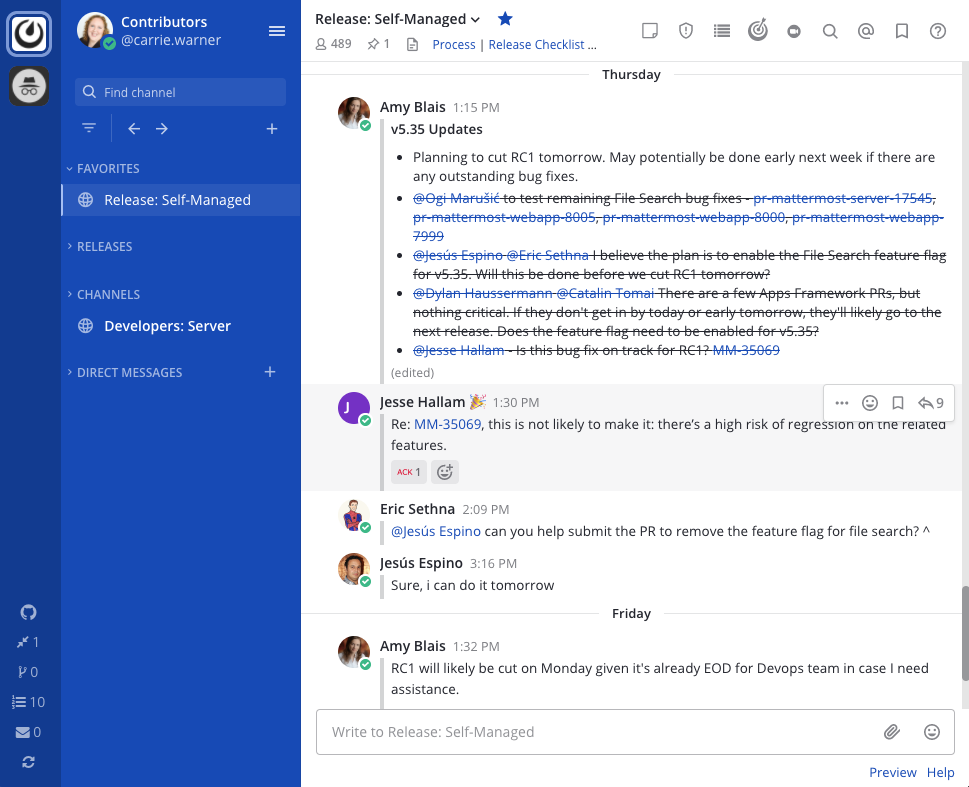 Contributors
@carrie.warner
Find channel
FAVORITES
Release: Self-Managed
RELEASES
CHANNELS
Developers: Server
DIRECT MESSAGES
1
0
10
0
Release: Self-Managed
489
1
Process | Release Checklist ...
Thursday
Amy Blais 1:15 PM
v5.35 Updates
• Planning to cut RC1 tomorrow. May potentially be done early next week if there are
any outstanding bug fixes.
• @Ogi Marušić to test remaining File Search bug fixes - pr-mattermost-server-17545,
pr-mattermost-webapp-8005, pr-mattermost-webapp-8000, pr-mattermost-webapp-
7999
• @Jesús Espino @Eric Sethna I believe the plan is to enable the File Search feature flag
for v5.35. Will this be done before we cut RC1 tomorrow?
• @Dylan Haussermann @Catalin Tomai There are a few Apps Framework PRs, but
nothing critical. If they don't get in by today or early tomorrow, they'll likely go to the
next release. Does the feature flag need to be enabled for v5.35?
• @Jesse Hallam - Is this bug fix on track for RC1? MM-35069
(edited)
J
Jesse Hallam 🎉 1:30 PM
9
Re: MM-35069, this is not likely to make it: there's a high risk of regression on the related
features.
ACK 1
Eric Sethna 2:09 PM
@Jesús Espino can you help submit the PR to remove the feature flag for file search? ^
Jesús Espino 3:16 PM
Sure, i can do it tomorrow
Friday
Amy Blais 1:32 PM
RC1 will likely be cut on Monday given it's already EOD for Devops team in case I need
assistance.
Write to Release: Self-Managed
Preview Help